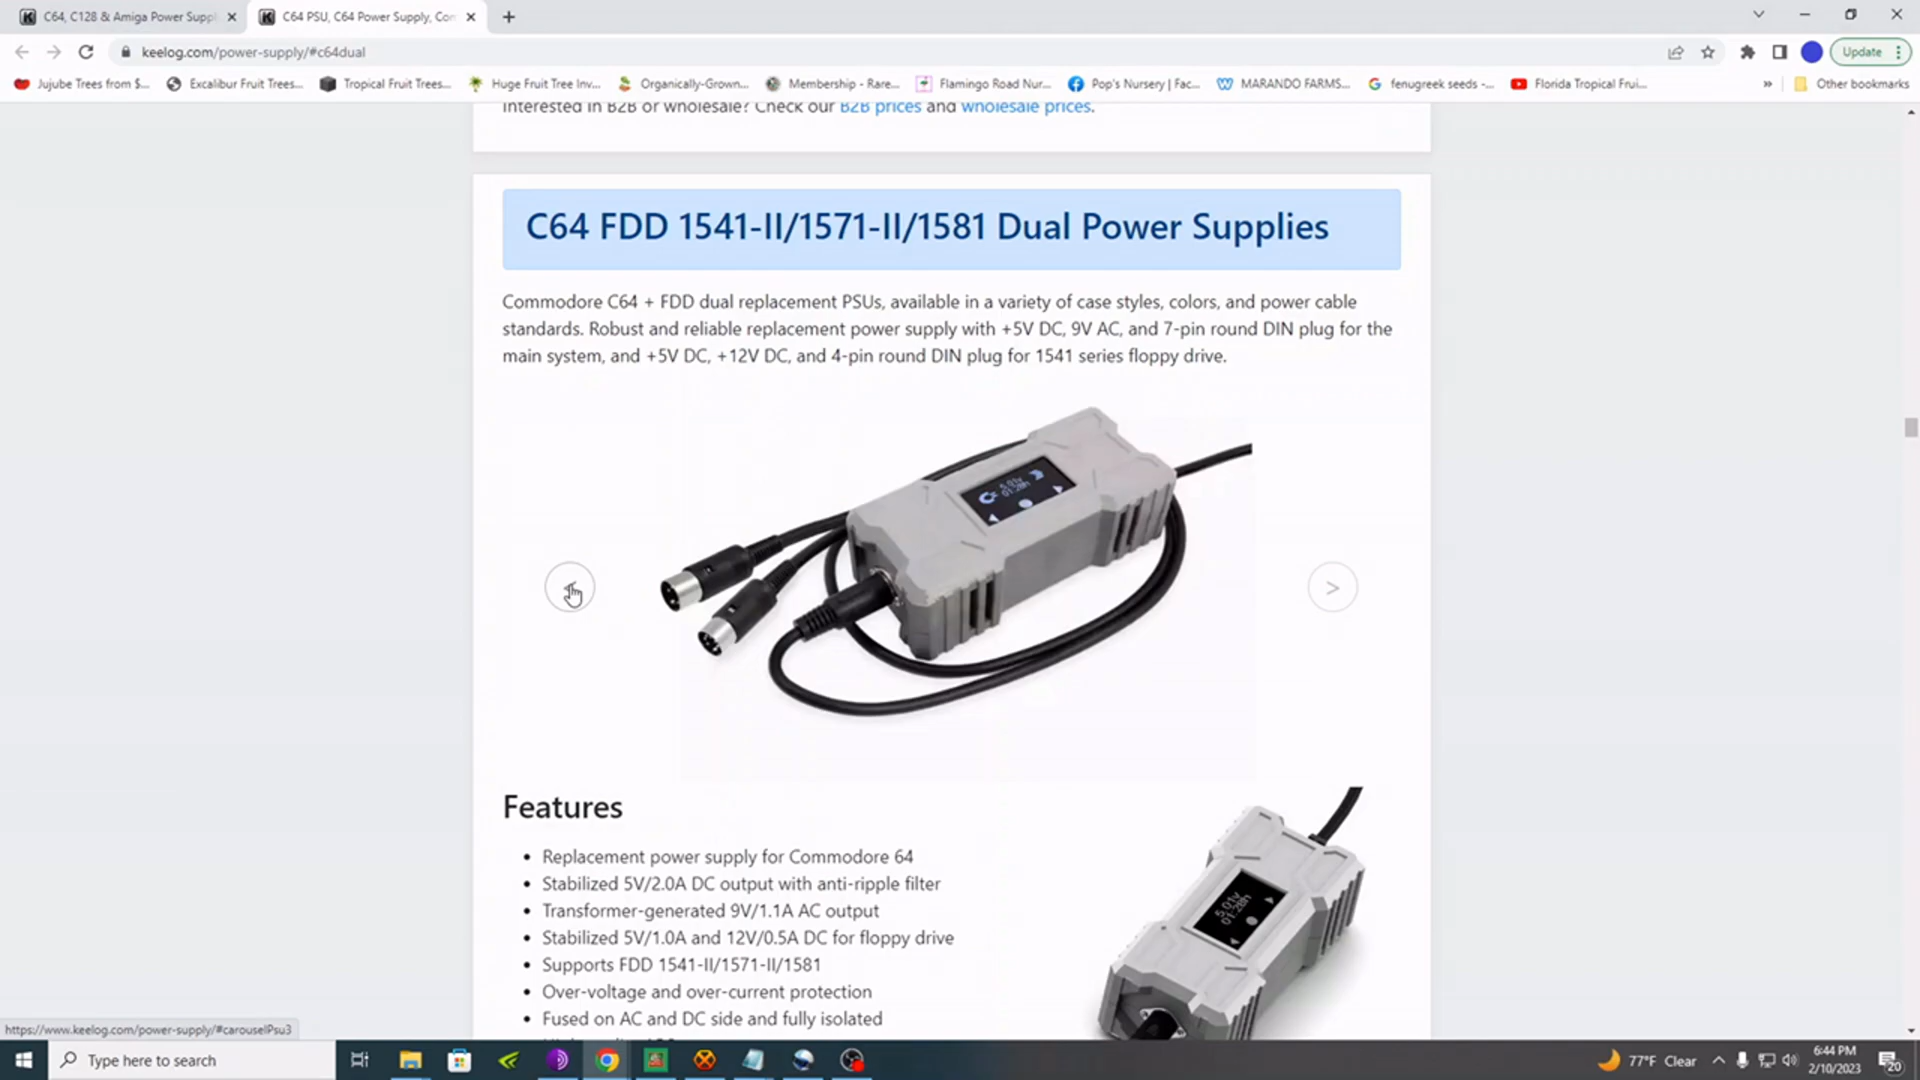 C64, C128 & Amiga Power Suppl
C64 PSU, C64 Power Supply, Com
keelog.com/power-supply/#c64dual
Update
Jujube Trees from $...
Excalibur Fruit Trees...
Tropical Fruit Trees...
Huge Fruit Tree Inv...
Organically-Grown...
Membership - Rare...
Flamingo Road Nur...
Pop's Nursery | Fac...
MARANDO FARMS...
fenugreek seeds -...
Florida Tropical Frui...
»
Other bookmarks
Interested in B2B or wholesale? Check our B2B prices and wholesale prices.
C64 FDD 1541-II/1571-II/1581 Dual Power Supplies
Commodore C64 + FDD dual replacement PSUs, available in a variety of case styles, colors, and power cable
standards. Robust and reliable replacement power supply with +5V DC, 9V AC, and 7-pin round DIN plug for the
main system, and +5V DC, +12V DC, and 4-pin round DIN plug for 1541 series floppy drive.
5.01v
01:28h
>
Features
• Replacement power supply for Commodore 64
• Stabilized 5V/2.0A DC output with anti-ripple filter
• Transformer-generated 9V/1.1A AC output
• Stabilized 5V/1.0A and 12V/0.5A DC for floppy drive
• Supports FDD 1541-II/1571-II/1581
• Over-voltage and over-current protection
• Fused on AC and DC side and fully isolated
5.01v
01:28h
https://www.keelog.com/power-supply/#carouselPsu3
Type here to search
77°F Clear
6:44 PM
2/10/2023
20